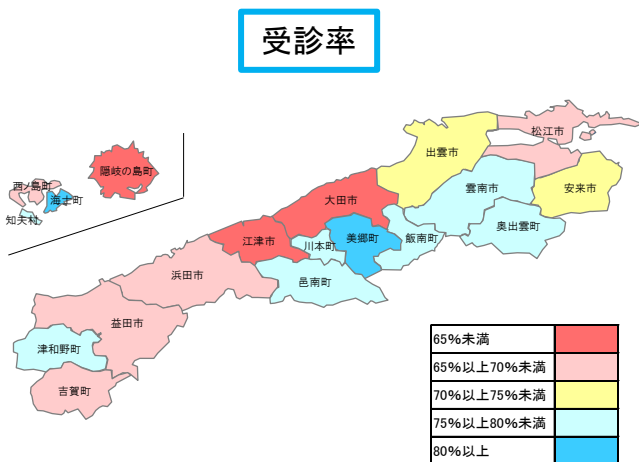 受診率
松江市
出雲市
隠岐の島町
西ノ島町
海士町
知夫村
雲南市
安来市
大田市
奥出雲町
美郷町
飯南町
江津市
川本町
浜田市
邑南町
益田市
津和野町
吉賀町
65%未満
65%以上70%未満
70%以上75%未満
75%以上80%未満
80%以上